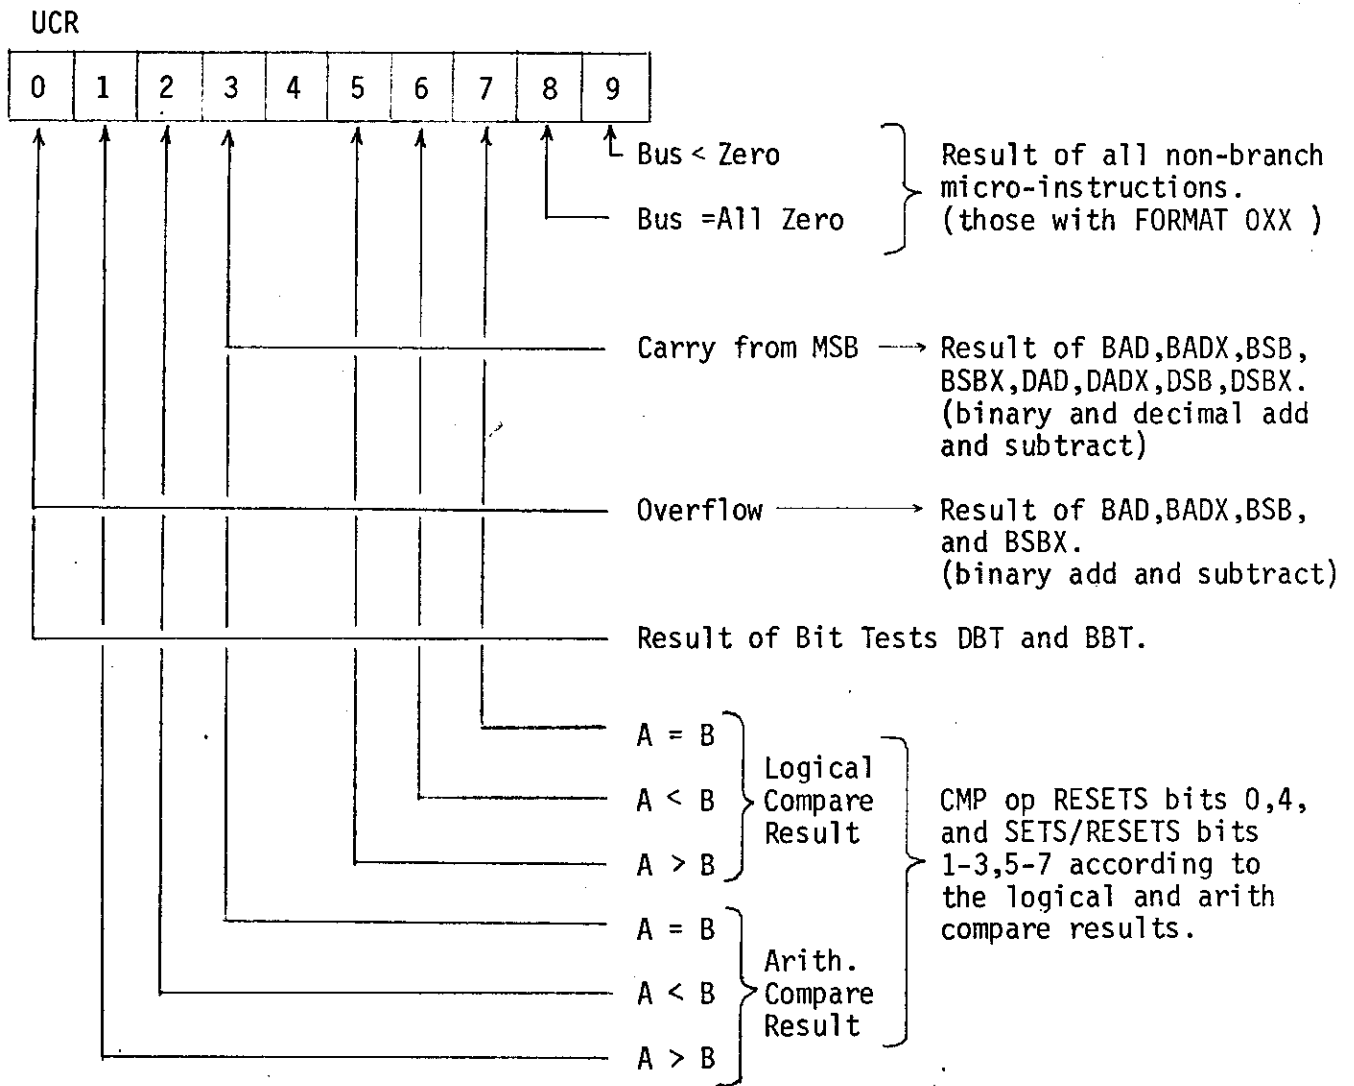 UCR
0 1 2 3 4 5 6 7 8 9
Bus < Zero
Bus =All Zero
Result of all non-branch
micro-instructions.
(those with FORMAT 0XX )
Carry from MSB
Result of BAD,BADX,BSB,
BSBX,DAD,DADX,DSB,DSBX.
(binary and decimal add
and subtract)
Overflow
Result of BAD,BADX,BSB,
and BSBX.
(binary add and subtract)
Result of Bit Tests DBT and BBT.
A = B
A < B
A > B
Logical
Compare
Result
A = B
A < B
A > B
Arith.
Compare
Result
CMP op RESETS bits 0,4,
and SETS/RESETS bits
1-3,5-7 according to
the logical and arith
compare results.